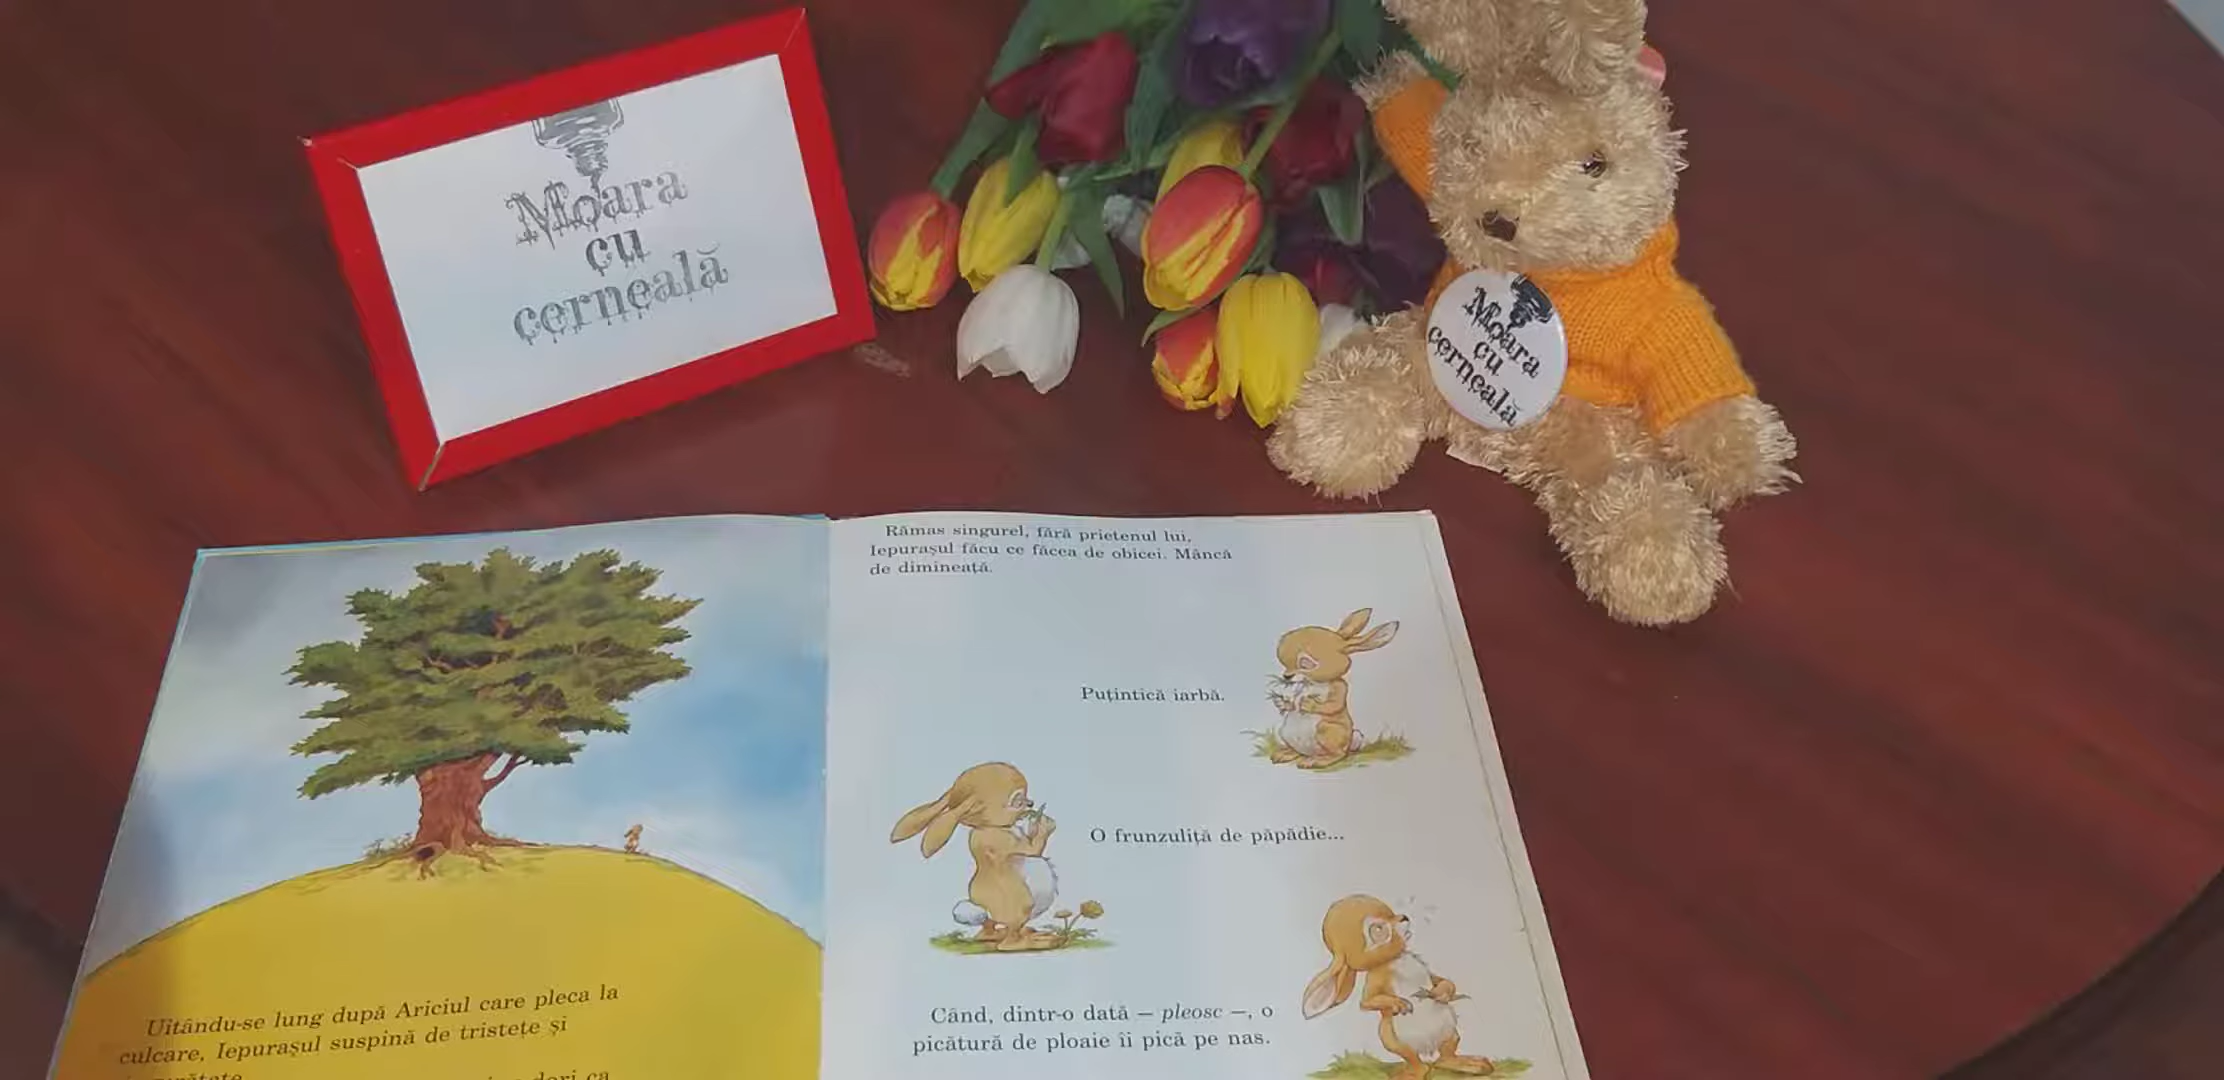 Moara
cu
cerneală
Moara
cu
cerneală
Uitându-se lung după Ariciul care pleca la
culcare, Iepurașul suspină de tristețe și
dori ca
Rămas singurel, fără prietenul lui,
Iepurașul făcu ce făcea de obicei. Mâncă
de dimineață.
Puțintică iarbă.
O frunzuliță de păpădie...
Când, dintr-o dată – pleosc –, o
picătură de ploaie îi pică pe nas.